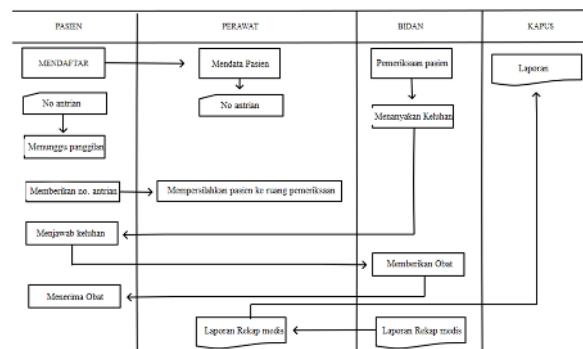 PASIEN PERAWAT BIDAN KAPUS
MENDAFTAR Mendata Pasien Pemeriksaan pasien Laporan
No antrian No antrian Menanyakan Keluhan
Menunggu panggilan
Memberikan no. antrian Mempersilahkan pasien ke ruang pemeriksaan
Menjawab keluhan
Memberikan Obat
Menerima Obat
Laporan Rekap medis Laporan Rekap medis